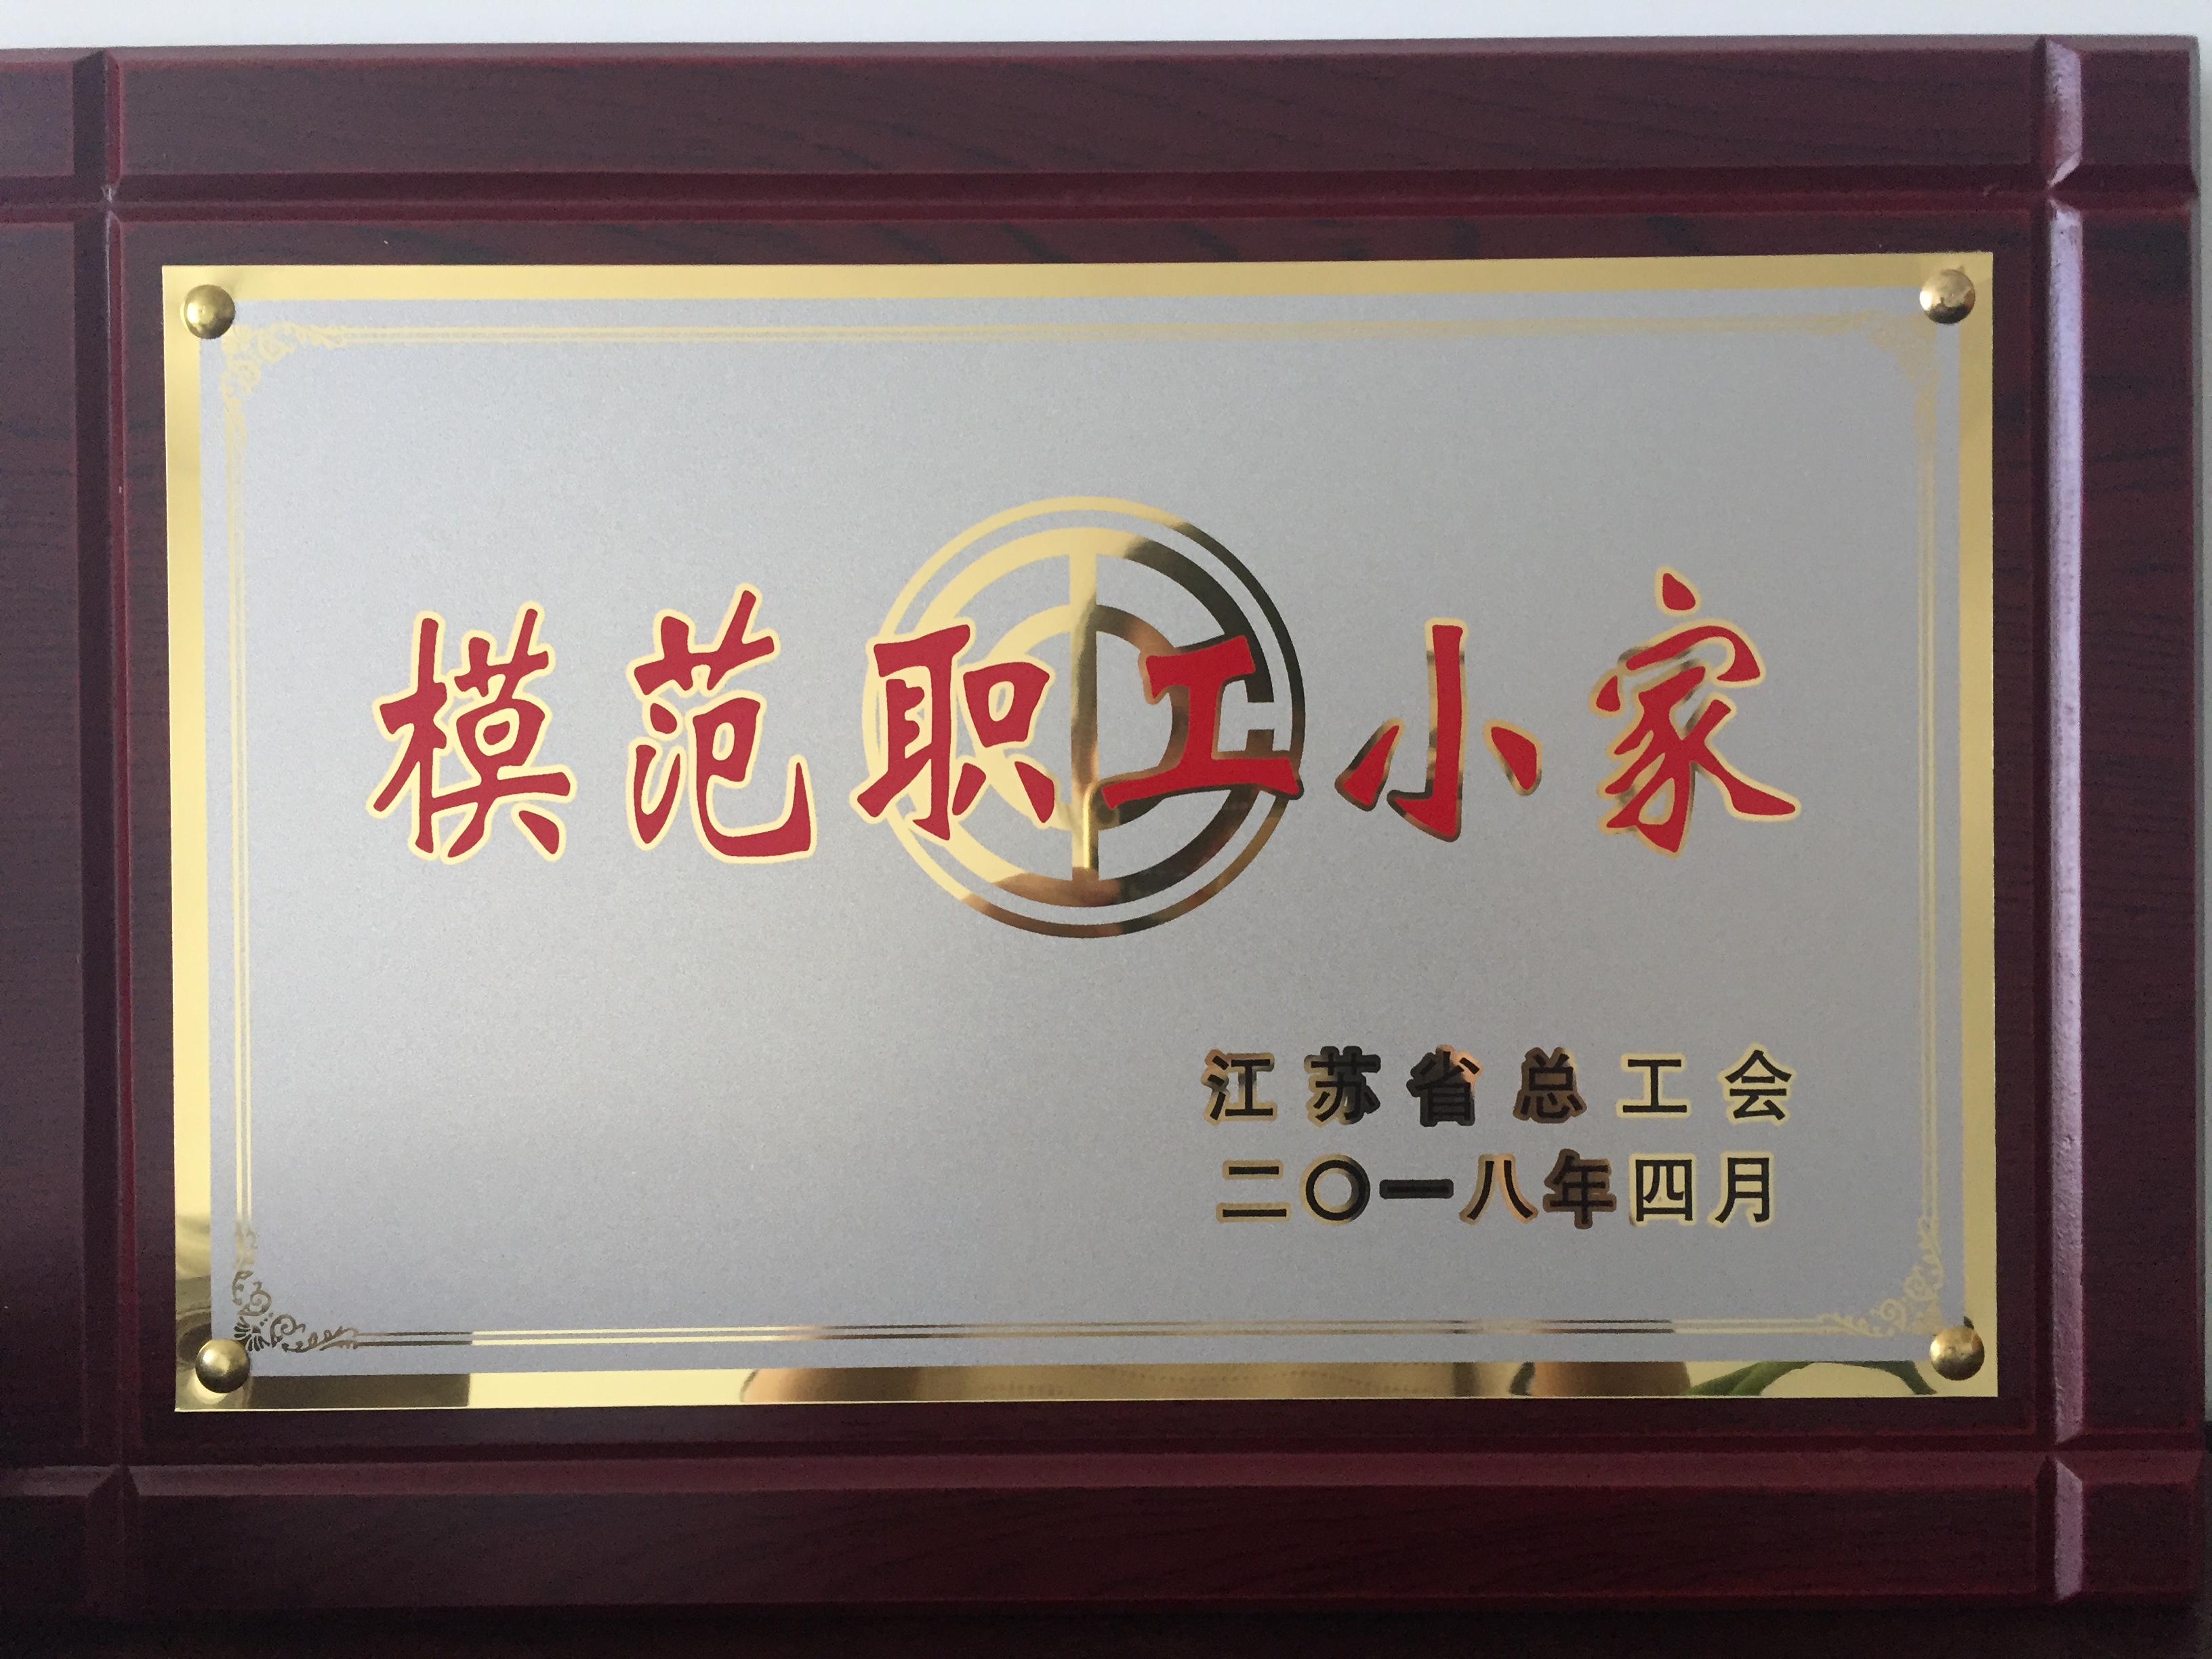 模范职工小家
江苏省总工会
二〇一八年四月